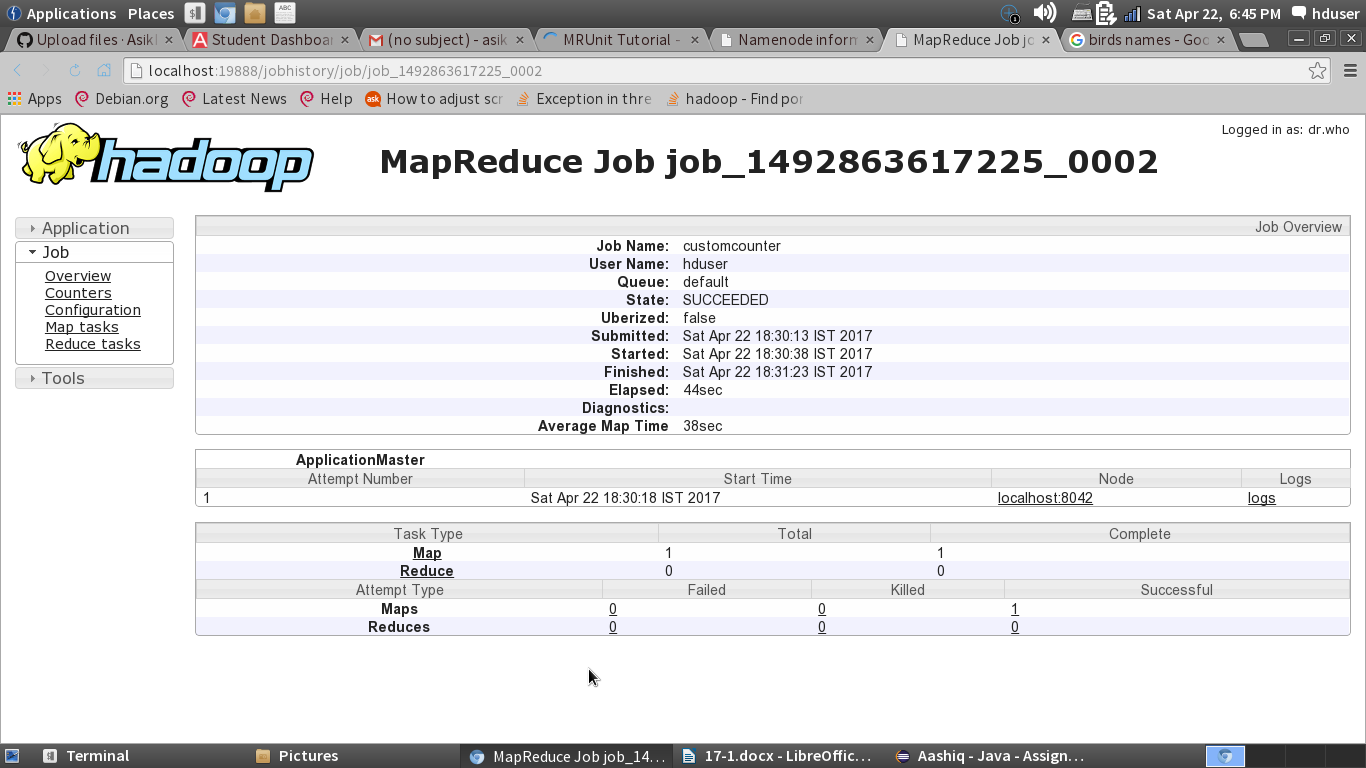 Applications Places $ ABC 1 Sat Apr 22, 6:45 PM hduser
Upload files · Asik × Student Dashboar × (no subject) - asik × MRUnit Tutorial - × Namenode inform × MapReduce Job jo × birds names - Goo ×
localhost:19888/jobhistory/job/job_1492863617225_0002
Apps Debian.org Latest News Help ask How to adjust scr Exception in thre hadoop - Find por
Logged in as: dr.who
hadoop MapReduce Job job_1492863617225_0002
Application
Job
Overview
Counters
Configuration
Map tasks
Reduce tasks
Tools
Job Overview
Job Name: customcounter
User Name: hduser
Queue: default
State: SUCCEEDED
Uberized: false
Submitted: Sat Apr 22 18:30:13 IST 2017
Started: Sat Apr 22 18:30:38 IST 2017
Finished: Sat Apr 22 18:31:23 IST 2017
Elapsed: 44sec
Diagnostics:
Average Map Time 38sec
ApplicationMaster
Attempt Number Start Time Node Logs
1 Sat Apr 22 18:30:18 IST 2017 localhost:8042 logs
Task Type Total Complete
Map 1 1
Reduce 0 0
Attempt Type Failed Killed Successful
Maps 0 0 1
Reduces 0 0 0
$ Terminal Pictures MapReduce Job job_14... 17-1.docx - LibreOffic... Aashiq - Java - Assign...